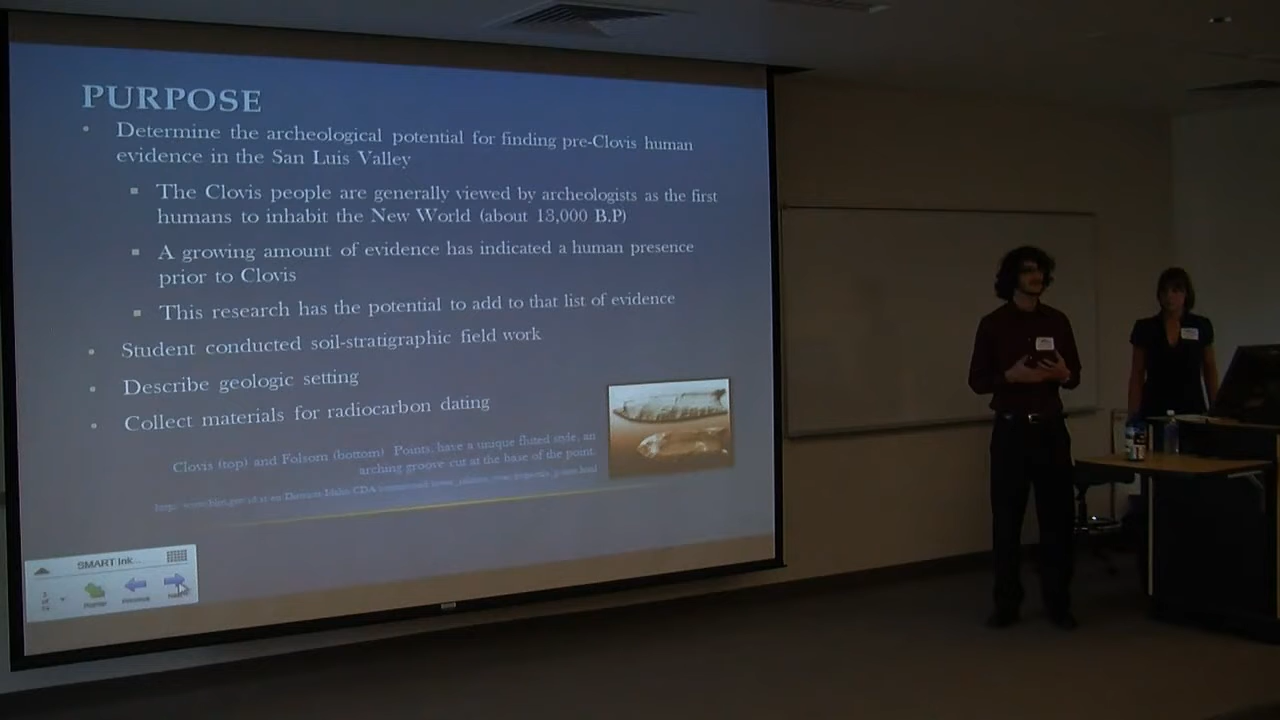 PURPOSE
• Determine the archeological potential for finding pre-Clovis human
evidence in the San Luis Valley
▪ The Clovis people are generally viewed by archeologists as the first
humans to inhabit the New World (about 13,000 B.P)
▪ A growing amount of evidence has indicated a human presence
prior to Clovis
▪ This research has the potential to add to that list of evidence
• Student conducted soil-stratigraphic field work
• Describe geologic setting
• Collect materials for radiocarbon dating
Clovis (top) and Folsom (bottom) Points, have a unique fluted style, an
arching groove cut at the base of the point.
SMART Ink...
Previous